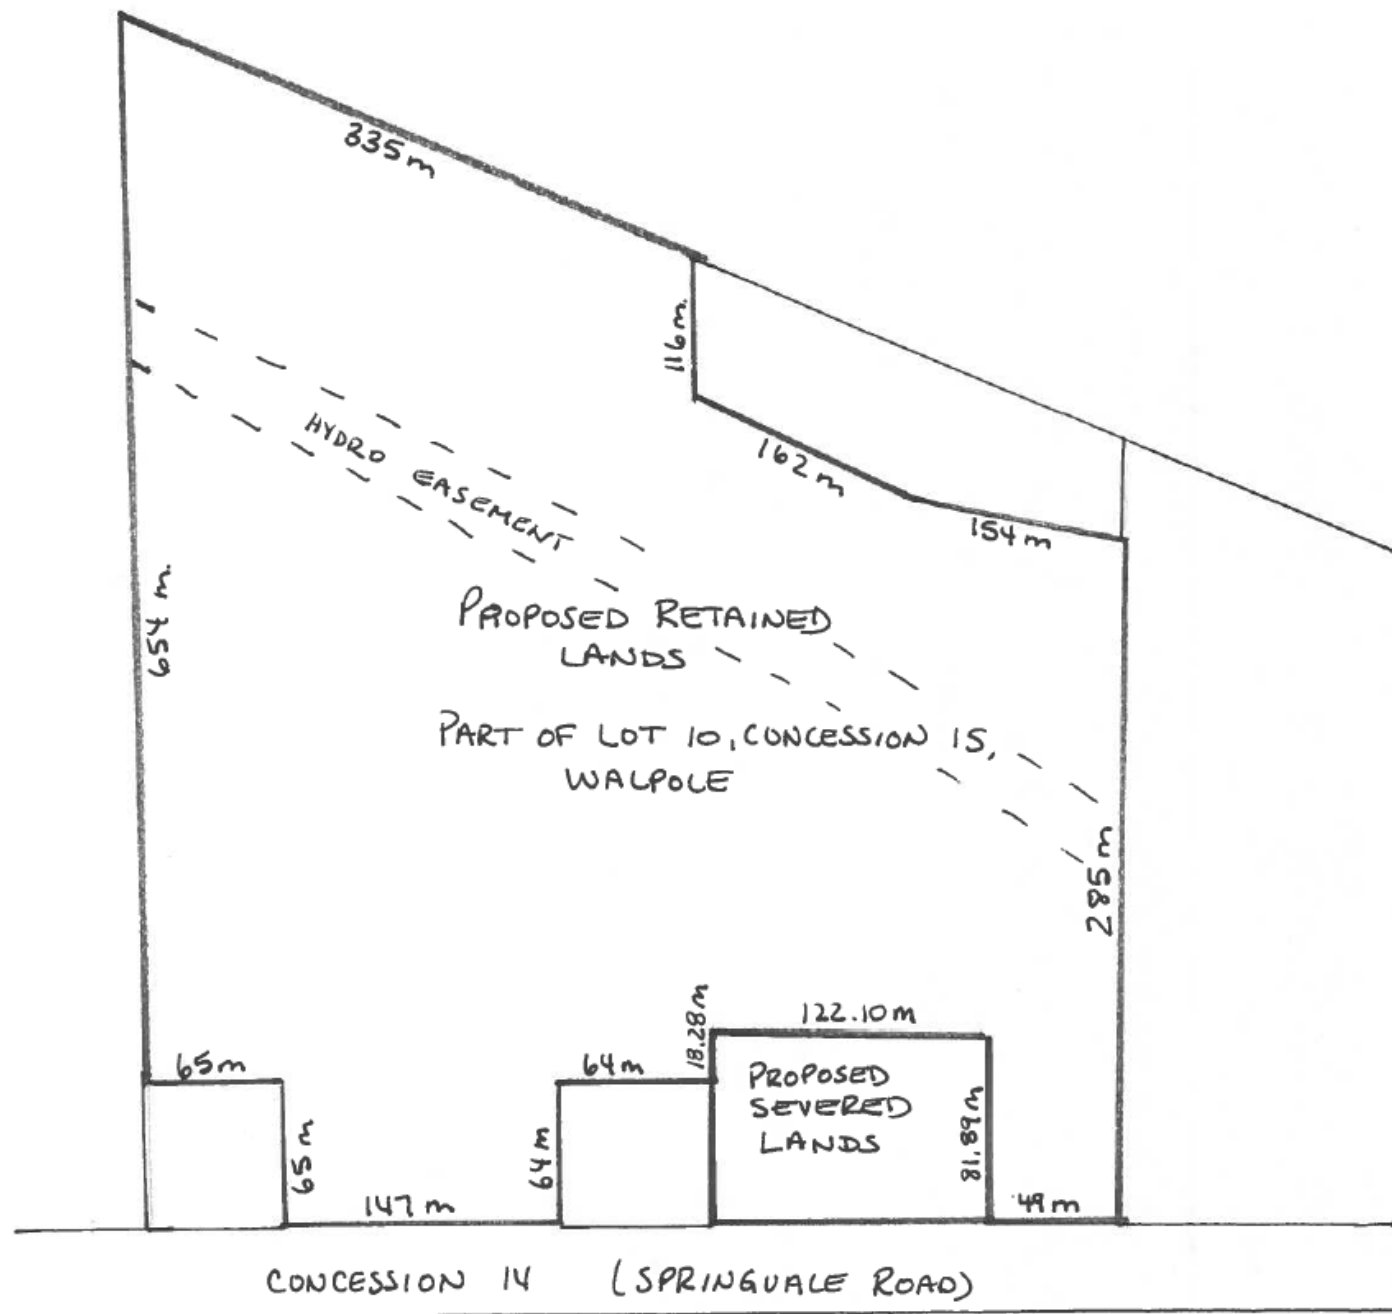 335m
116m.
162m
154m
HYDRO EASEMENT
654 m.
PROPOSED RETAINED
LANDS
PART OF LOT 10, CONCESSION 15,
WALPOLE
285m
65m
65m
147m
64m
64m
18.28m
122.10m
PROPOSED
SEVERED
LANDS
81.89m
49m
CONCESSION 14 (SPRINGVALE ROAD)